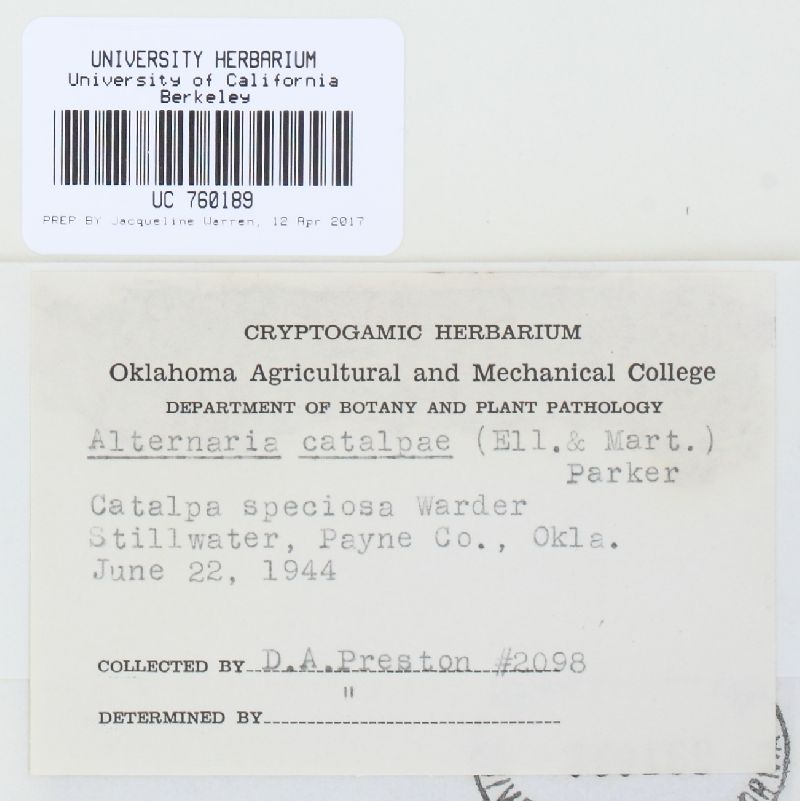 UNIVERSITY HERBARIUM
University of California
Berkeley
UC 760189
PREP BY Jacqueline Warren, 12 Apr 2017
CRYPTOGAMIC HERBARIUM
Oklahoma Agricultural and Mechanical College
DEPARTMENT OF BOTANY AND PLANT PATHOLOGY
Alternaria catalpae (Ell.& Mart.)
Parker
Catalpa speciosa Warder
Stillwater, Payne Co., Okla.
June 22, 1944
COLLECTED BY D.A.Preston #2098
DETERMINED BY "